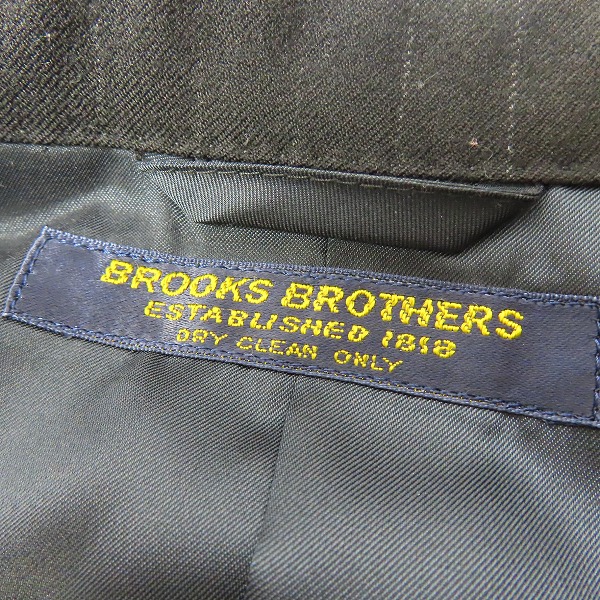 BROOKS BROTHERS
ESTABLISHED 1818
DRY CLEAN ONLY